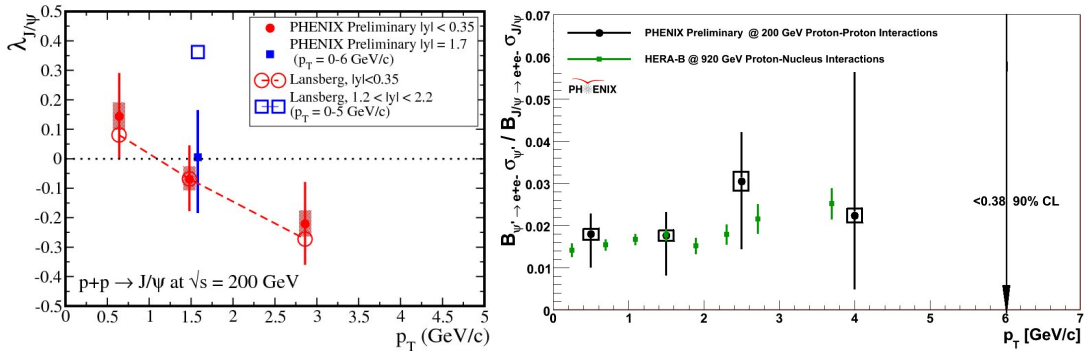 λJ/ψ
0.5
0.4
0.3
0.2
0.1
0
-0.1
-0.2
-0.3
-0.4
-0.5
PHENIX Preliminary |y| < 0.35
PHENIX Preliminary |y| = 1.7
(pT = 0-6 GeV/c)
Lansberg, |y|<0.35
Lansberg, 1.2 < |y| < 2.2
(pT = 0-5 GeV/c)
p+p → J/ψ at √s = 200 GeV
0 0.5 1 1.5 2 2.5 3 3.5 4 4.5 5
pT (GeV/c)
Bψ' → e+e- σψ' / BJ/ψ → e+e- σJ/ψ
0.07
0.06
0.05
0.04
0.03
0.02
0.01
0
PHENIX Preliminary @ 200 GeV Proton-Proton Interactions
HERA-B @ 920 GeV Proton-Nucleus Interactions
PH ENIX
<0.38 90% CL
0 1 2 3 4 5 6 7
pT [GeV/c]